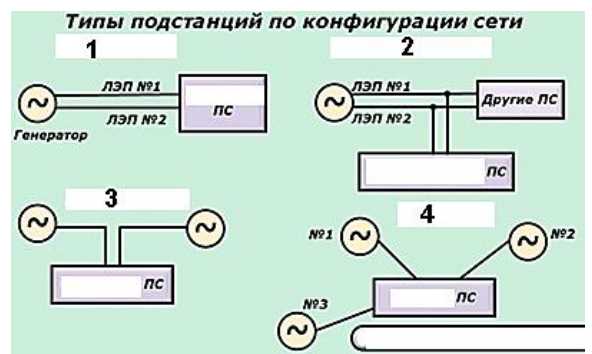 Типы подстанций по конфигурации сети
1
2
ЛЭП №1
ПС
ЛЭП №2
Генератор
ЛЭП №1
Другие ПС
ЛЭП №2
ПС
3
4
ПС
№1
№2
ПС
№3